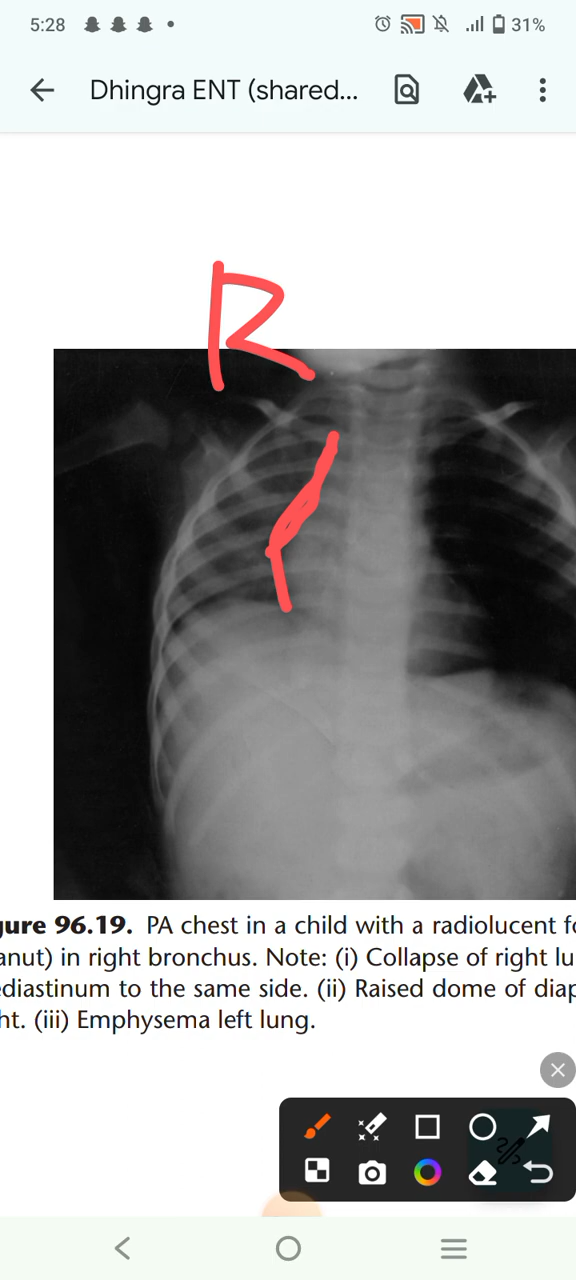 5:28
31%
Dhingra ENT (shared...
R
gure 96.19. PA chest in a child with a radiolucent fo
anut) in right bronchus. Note: (i) Collapse of right lu
ediastinum to the same side. (ii) Raised dome of diap
ht. (iii) Emphysema left lung.